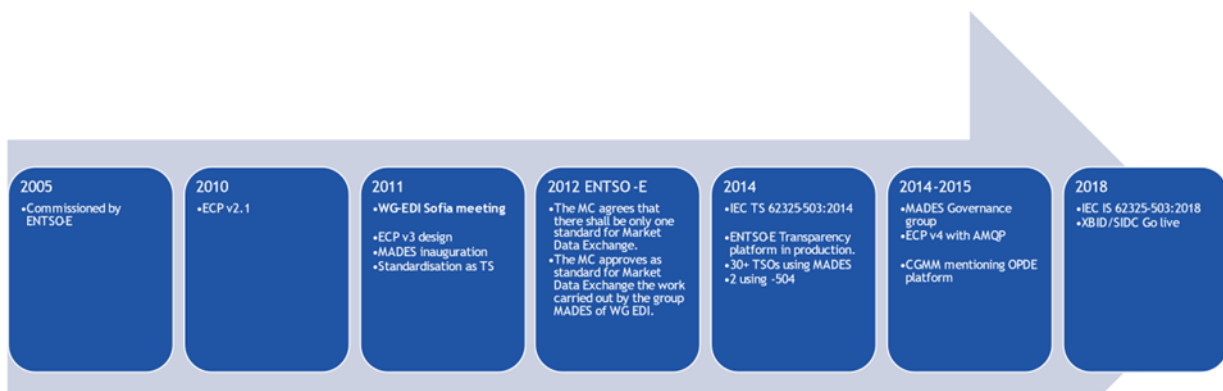 2005
•Commissioned by
ENTSO-E
2010
•ECP v2.1
2011
•WG-EDI Sofia meeting
•ECP v3 design
•MADES inauguration
•Standardisation as TS
2012 ENTSO-E
•The MC agrees that
there shall be only one
standard for Market
Data Exchange.
•The MC approves as
standard for Market
Data Exchange the work
carried out by the group
MADES of WG EDI.
2014
•IEC TS 62325-503:2014
•ENTSO-E Transparency
platform in production.
•30+ TSOs using MADES
•2 using -504
2014-2015
•MADES Governance
group
•ECP v4 with AMQP
•CGMM mentioning OPDE
platform
2018
•IEC IS 62325-503:2018
•XBID/SIDC Go live